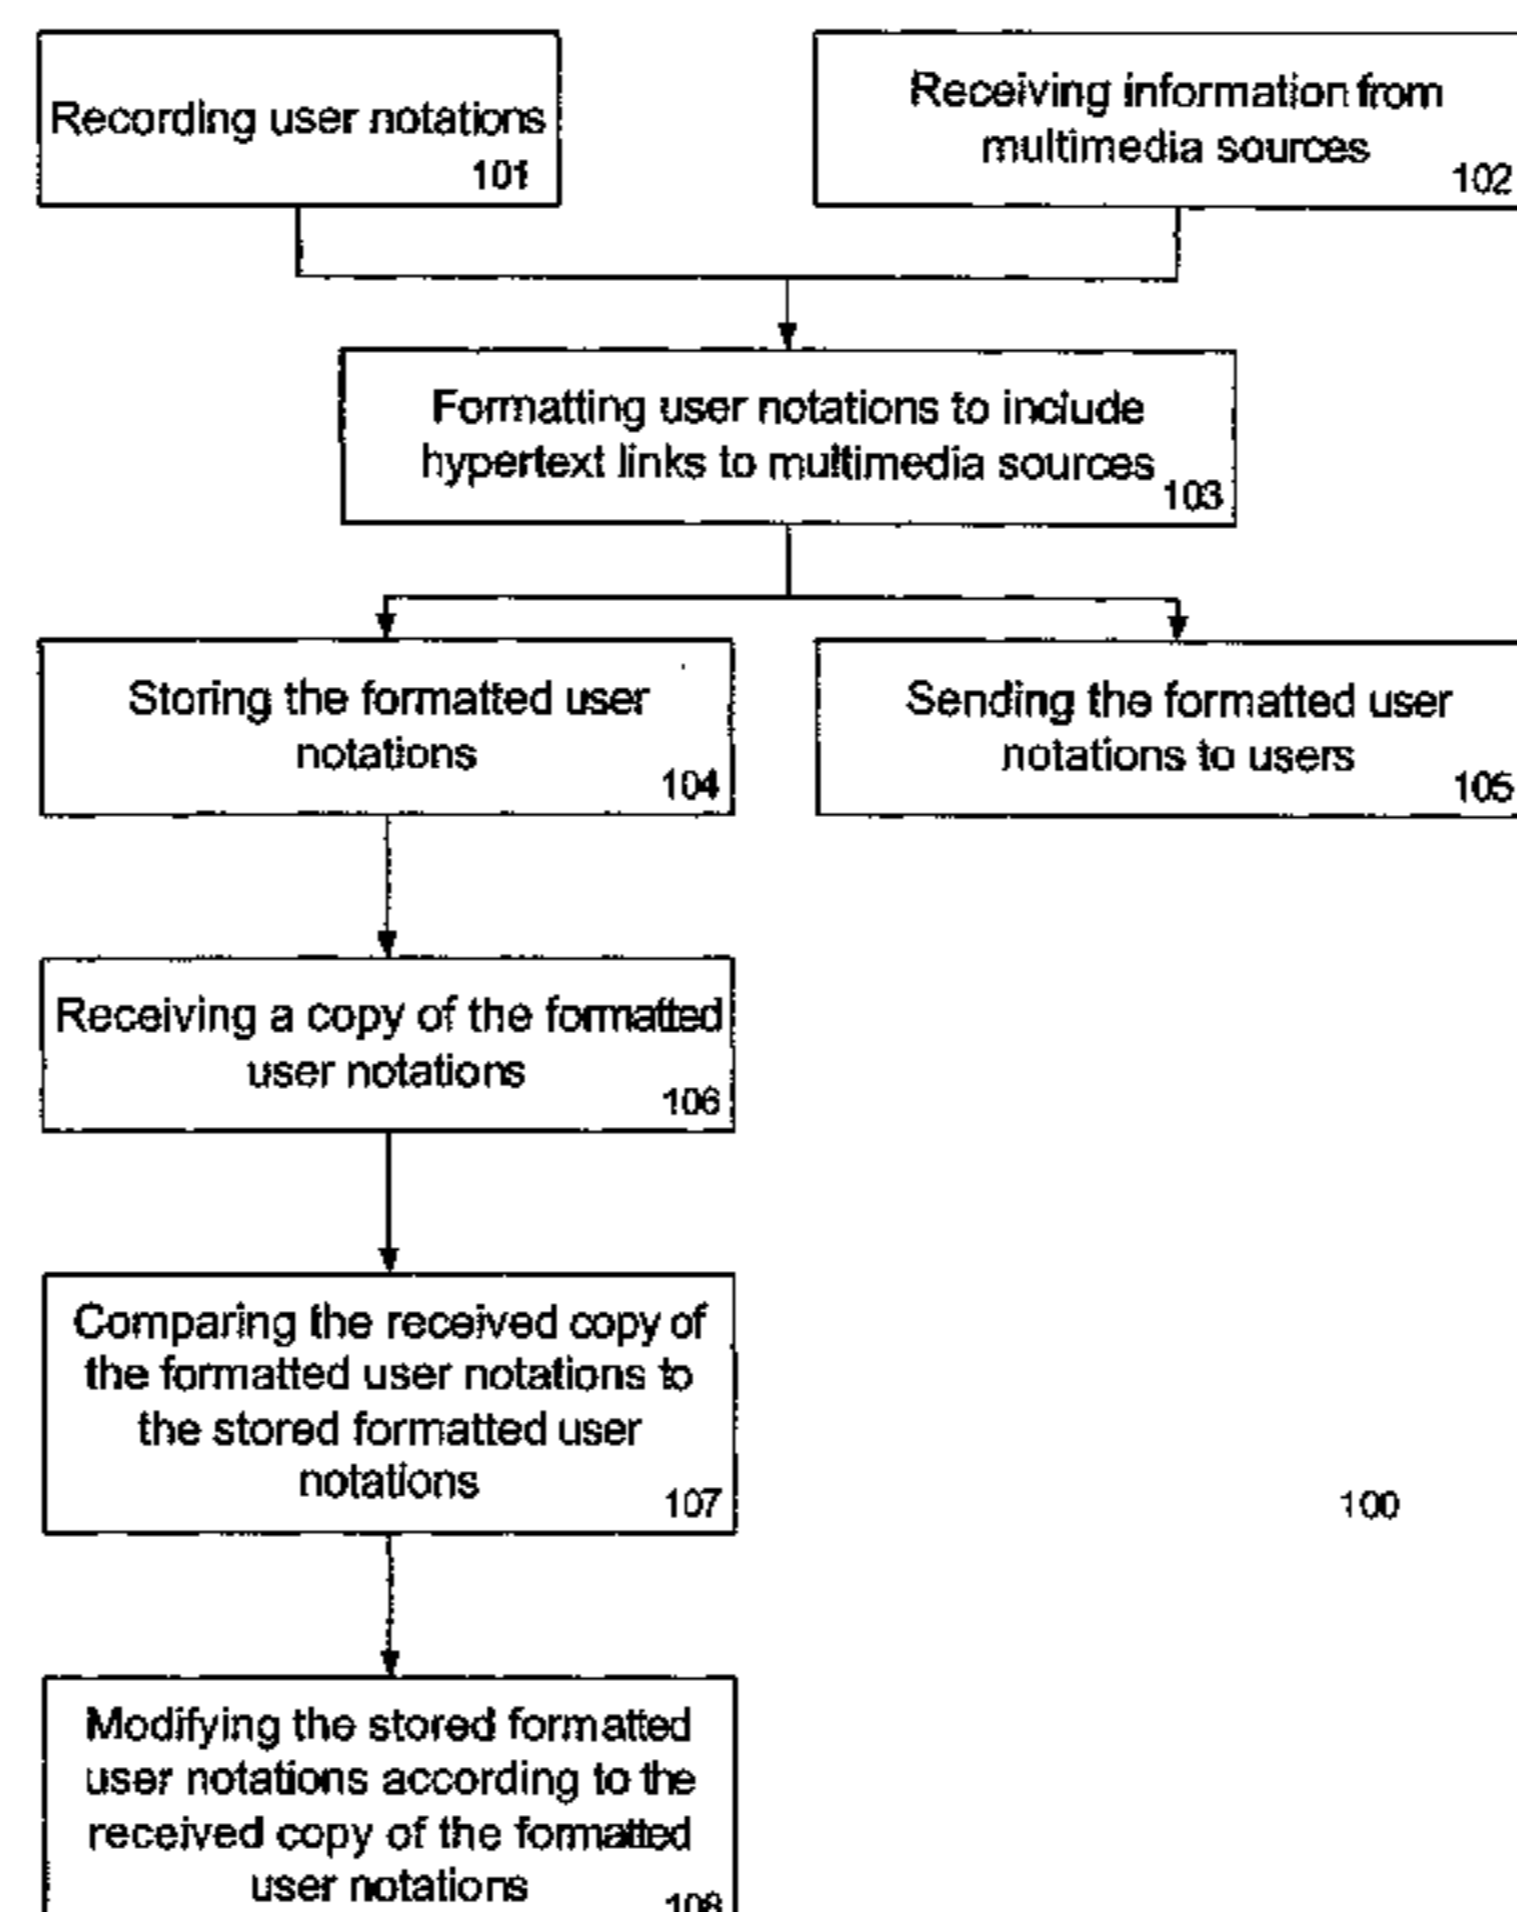 Recording user notations
101
Receiving information from
multimedia sources
102
Formatting user notations to include
hypertext links to multimedia sources
103
Storing the formatted user
notations
104
Sending the formatted user
notations to users
105
Receiving a copy of the formatted
user notations
106
Comparing the received copy of
the formatted user notations to
the stored formatted user
notations
107
100
Modifying the stored formatted
user notations according to the
received copy of the formatted
user notations
108